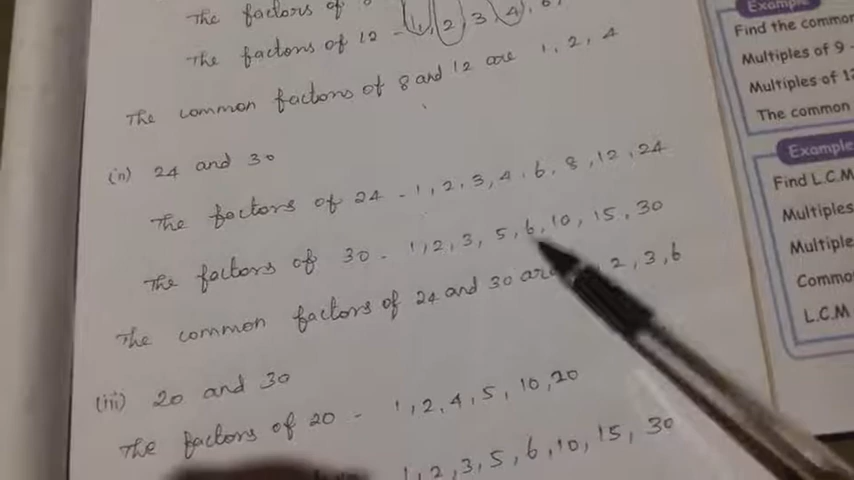 The factors of
The factors of 12 - 1, 2, 3, 4, 6,
The common factors of 8 and 12 are 1, 2, 4
(ii) 24 and 30
The factors of 24 - 1, 2, 3, 4, 6, 8, 12, 24
The factors of 30 - 1, 2, 3, 5, 6, 10, 15, 30
The common factors of 24 and 30 are , 2, 3, 6
(iii) 20 and 30
The factors of 20 - 1, 2, 4, 5, 10, 20
1, 2, 3, 5, 6, 10, 15, 30
Example
Find the common
Multiples of 9 -
Multiples of 12
The common
Example
Find L.C.M
Multiples
Multiple
Commo
L.C.M